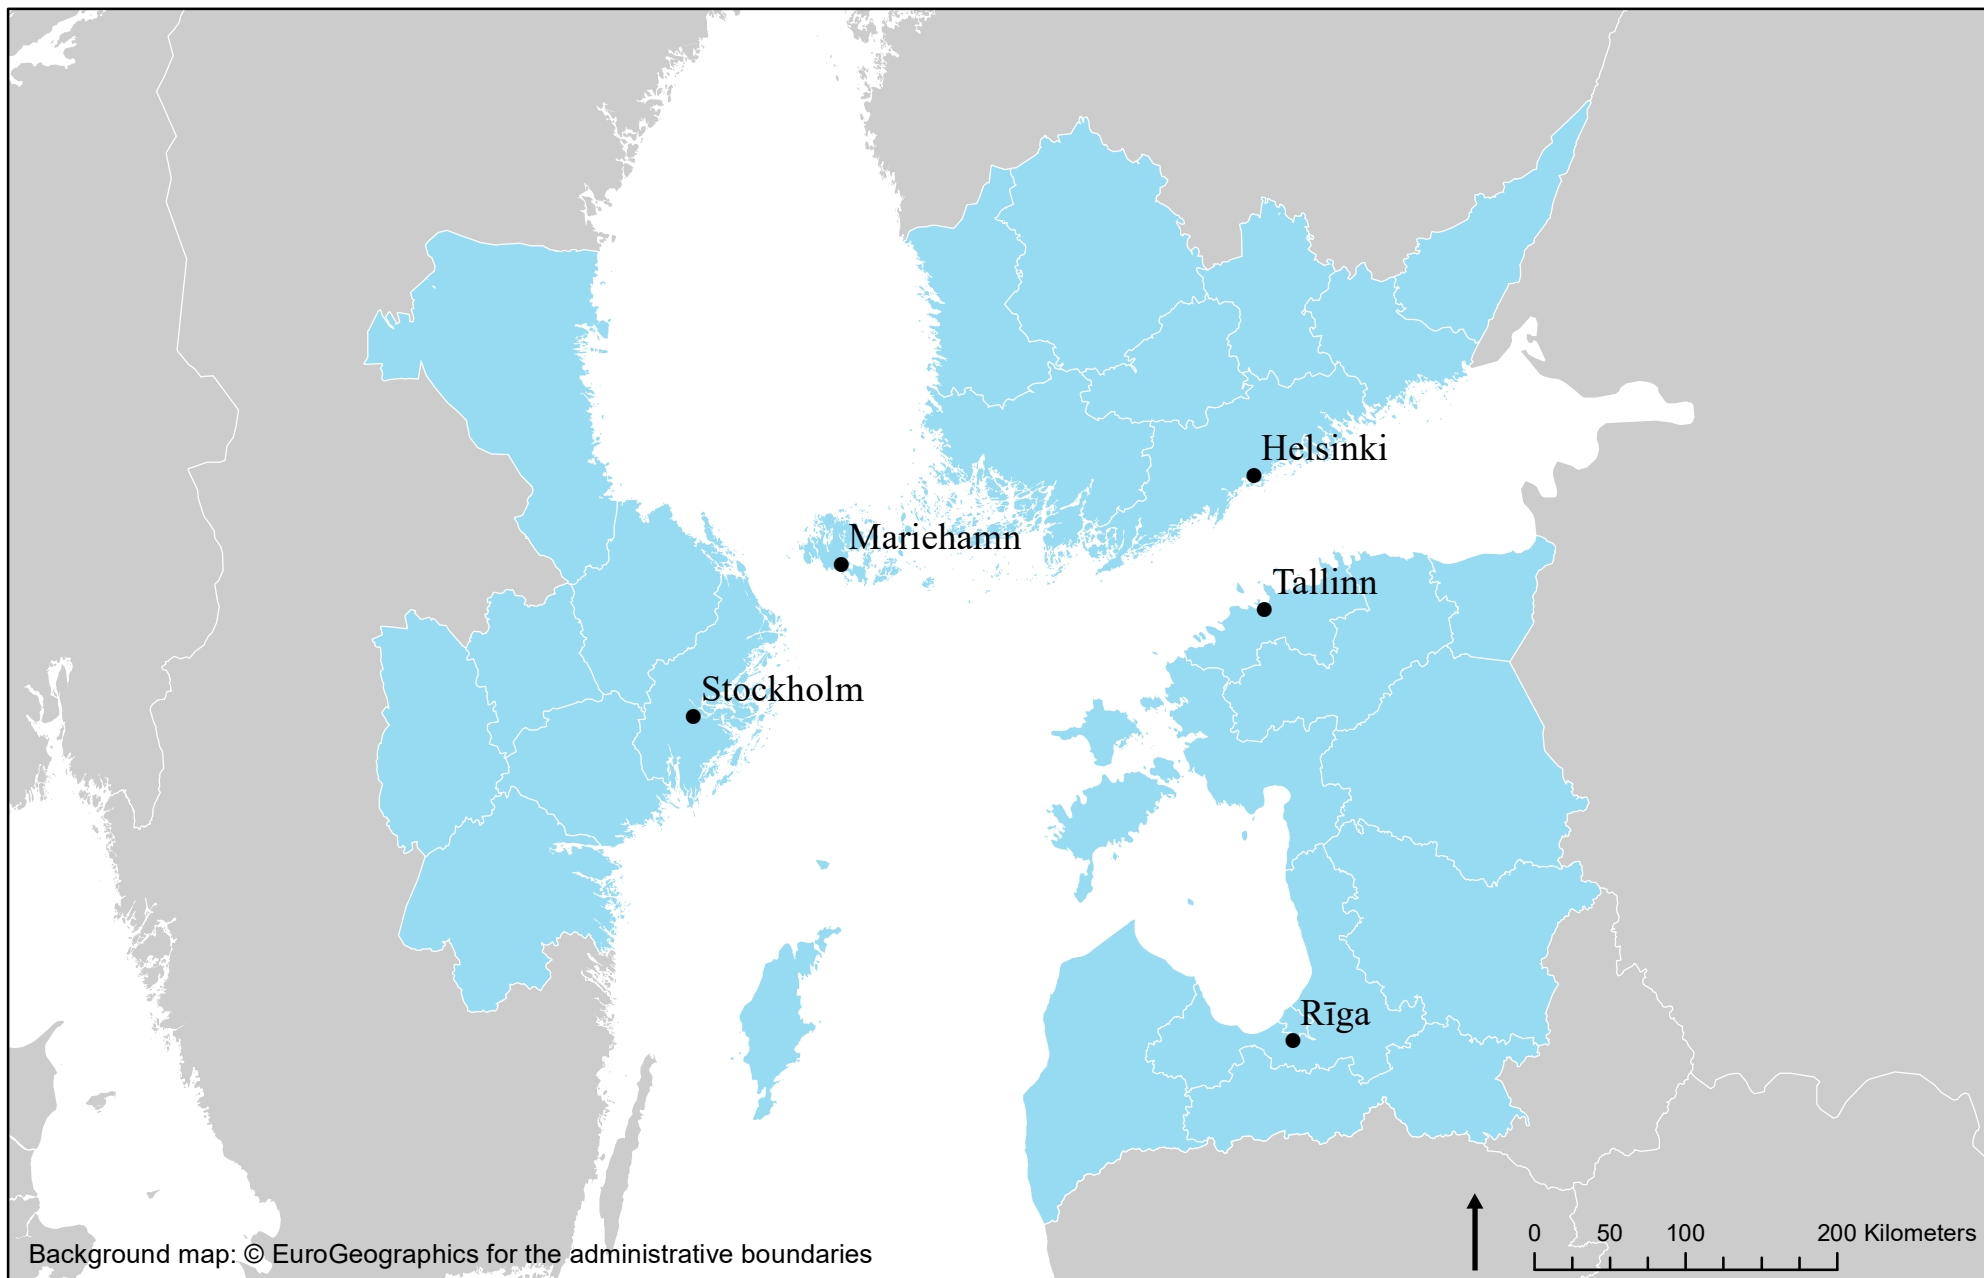 Helsinki
Mariehamn
Tallinn
Stockholm
Rīga
0 50 100 200 Kilometers
Background map: © EuroGeographics for the administrative boundaries